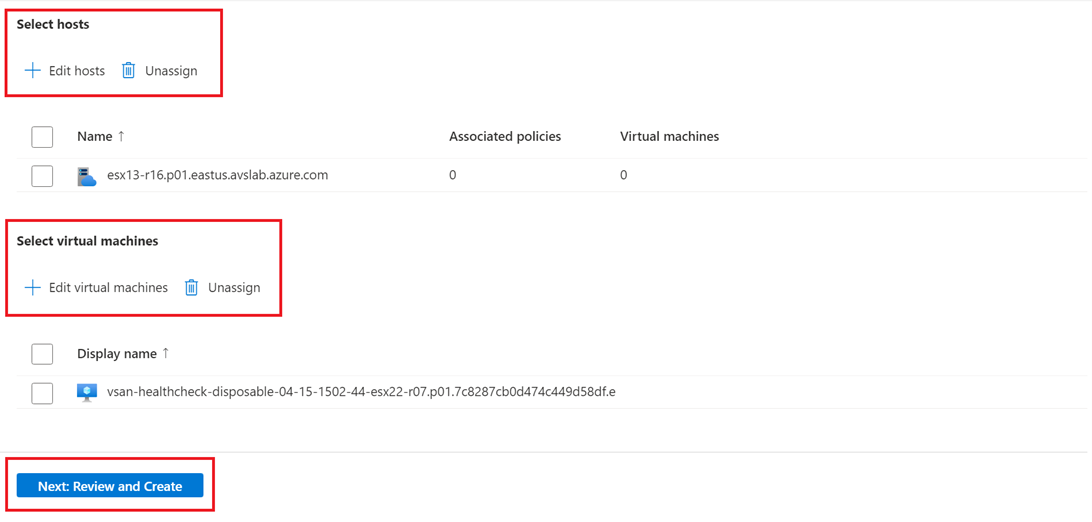 Select hosts
Edit hosts Unassign
Name ↑ Associated policies Virtual machines
esx13-r16.p01.eastus.avslab.azure.com 0 0
Select virtual machines
Edit virtual machines Unassign
Display name ↑
vsan-healthcheck-disposable-04-15-1502-44-esx22-r07.p01.7c8287cb0d474c449d58df.e
Next: Review and Create